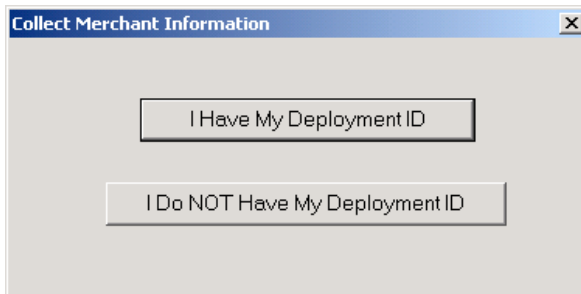 Collect Merchant Information
I Have My Deployment ID
I Do NOT Have My Deployment ID